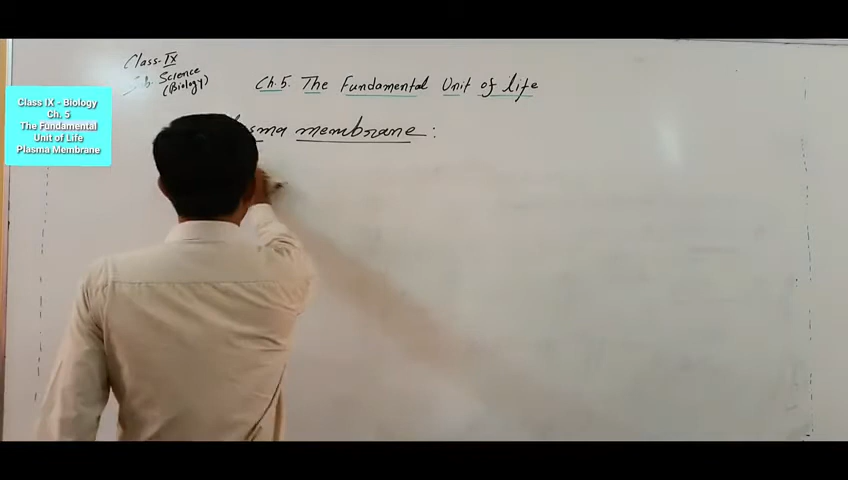 Class-IX
Sub. Science
(Biology)
Ch.5. The Fundamental Unit of life
Class IX - Biology
Ch. 5
The Fundamental
Unit of Life
Plasma Membrane
membrane: